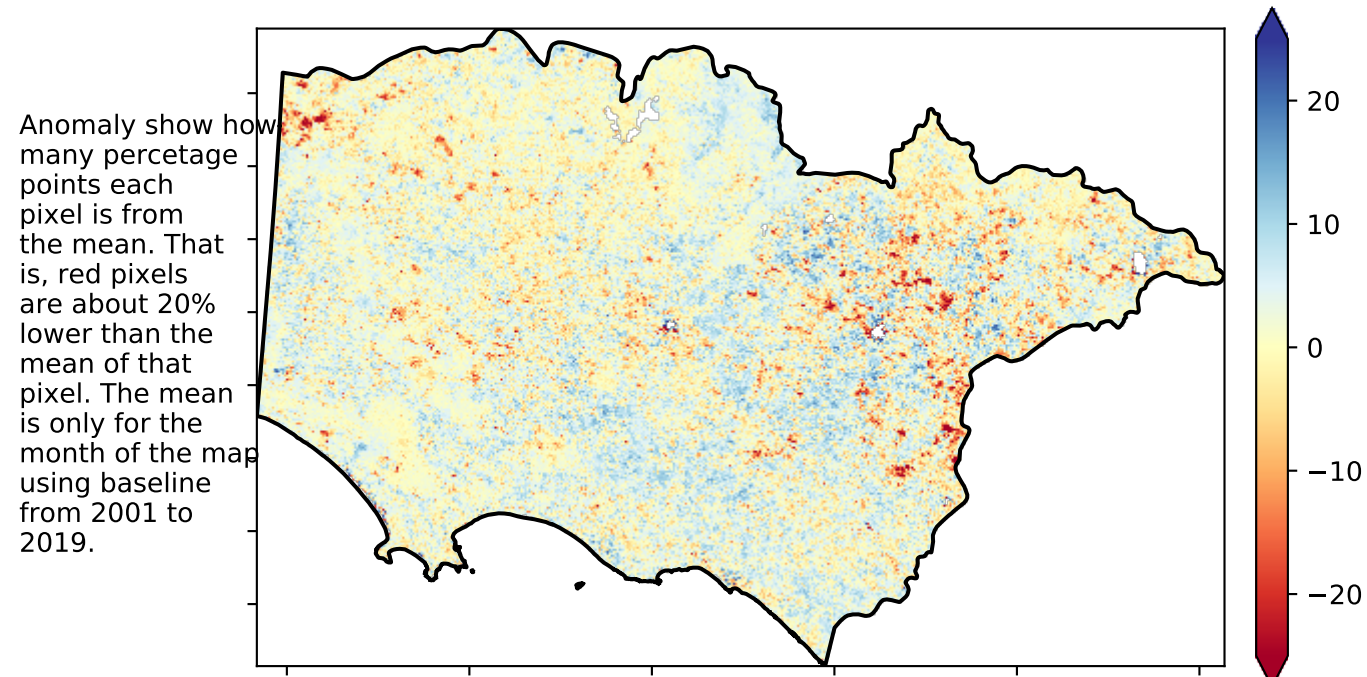 Anomaly show how
many percetage
points each
pixel is from
the mean. That
is, red pixels
are about 20%
lower than the
mean of that
pixel. The mean
is only for the
month of the map
using baseline
from 2001 to
2019.
20
10
0
−10
−20